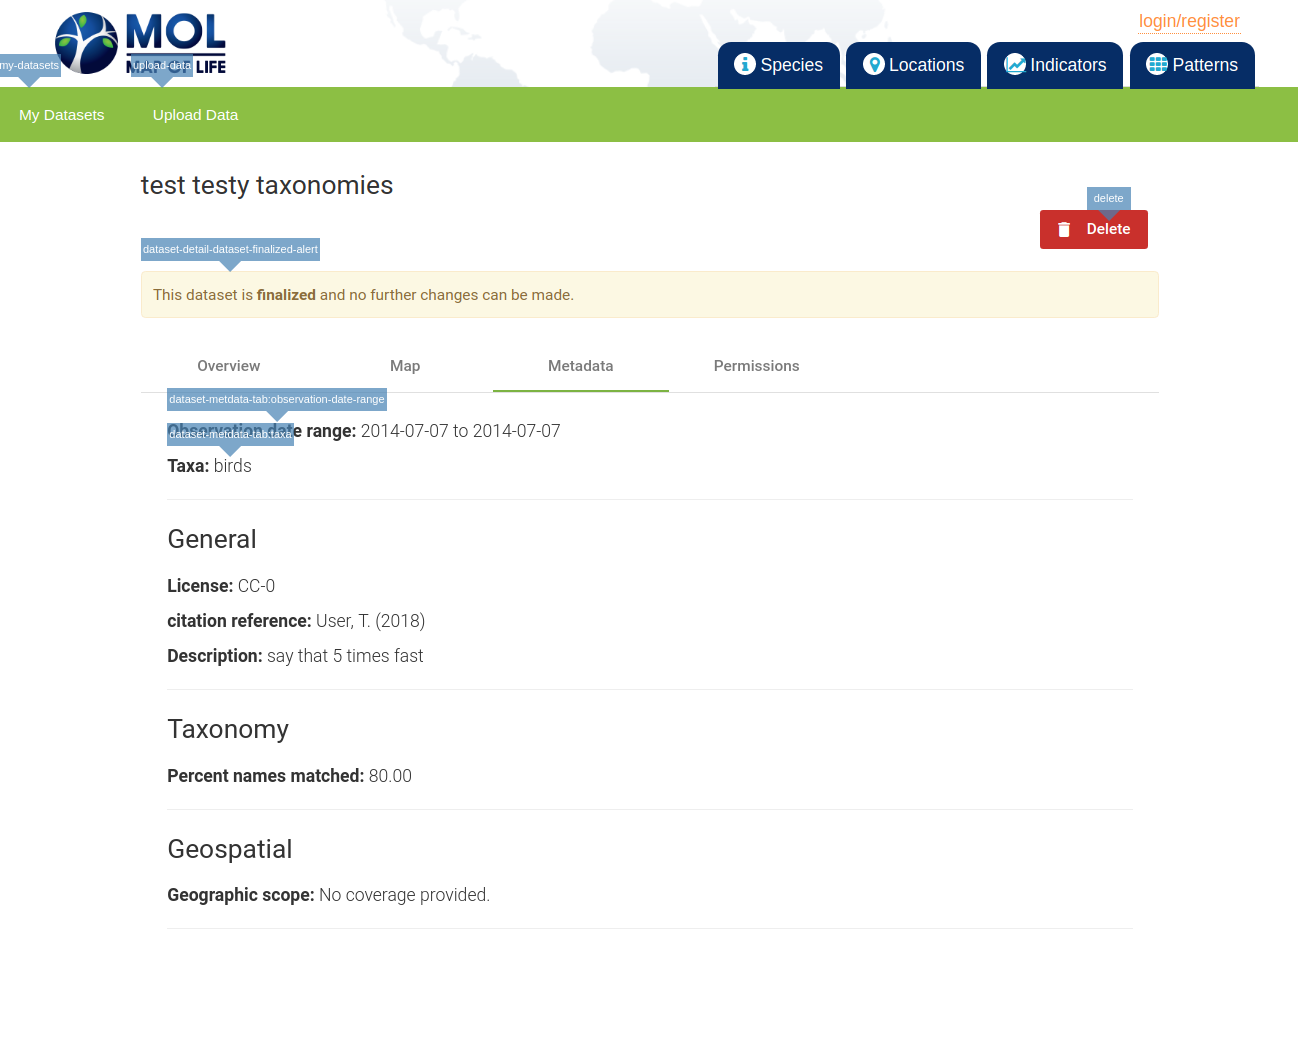 login/register
MOL
MAP OF LIFE
my-datasets
upload-data
Species
Locations
Indicators
Patterns
My Datasets
Upload Data
test testy taxonomies
delete
Delete
dataset-detail-dataset-finalized-alert
This dataset is finalized and no further changes can be made.
Overview
Map
Metadata
Permissions
dataset-metdata-tab:observation-date-range
Observation date range: 2014-07-07 to 2014-07-07
dataset-metdata-tab:taxa
Taxa: birds
General
License: CC-0
citation reference: User, T. (2018)
Description: say that 5 times fast
Taxonomy
Percent names matched: 80.00
Geospatial
Geographic scope: No coverage provided.